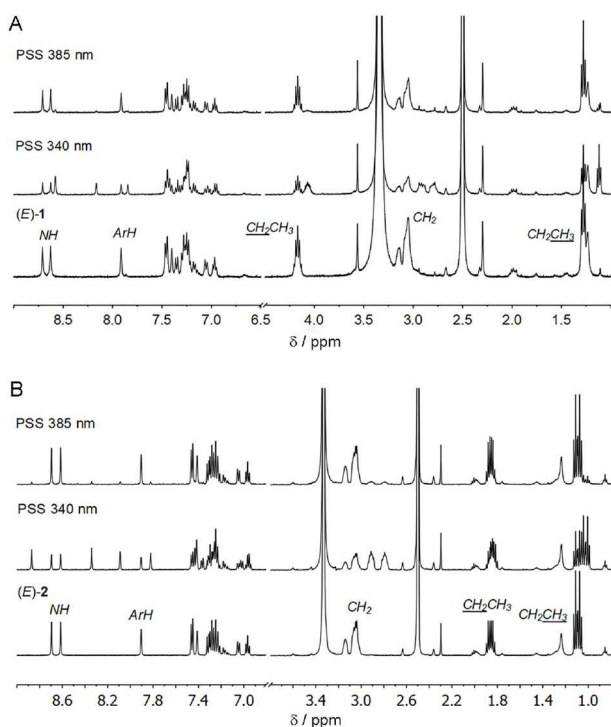 A
PSS 385 nm
PSS 340 nm
(E)-1
NH
ArH
CH2CH3
CH2
CH2CH3
8.5 8.0 7.5 7.0 6.5 4.0 3.5 3.0 2.5 2.0 1.5
δ / ppm
B
PSS 385 nm
PSS 340 nm
(E)-2
NH
ArH
CH2
CH2CH3
CH2CH3
8.6 8.2 7.8 7.4 7.0 3.4 3.0 2.6 2.2 1.8 1.4 1.0
δ / ppm